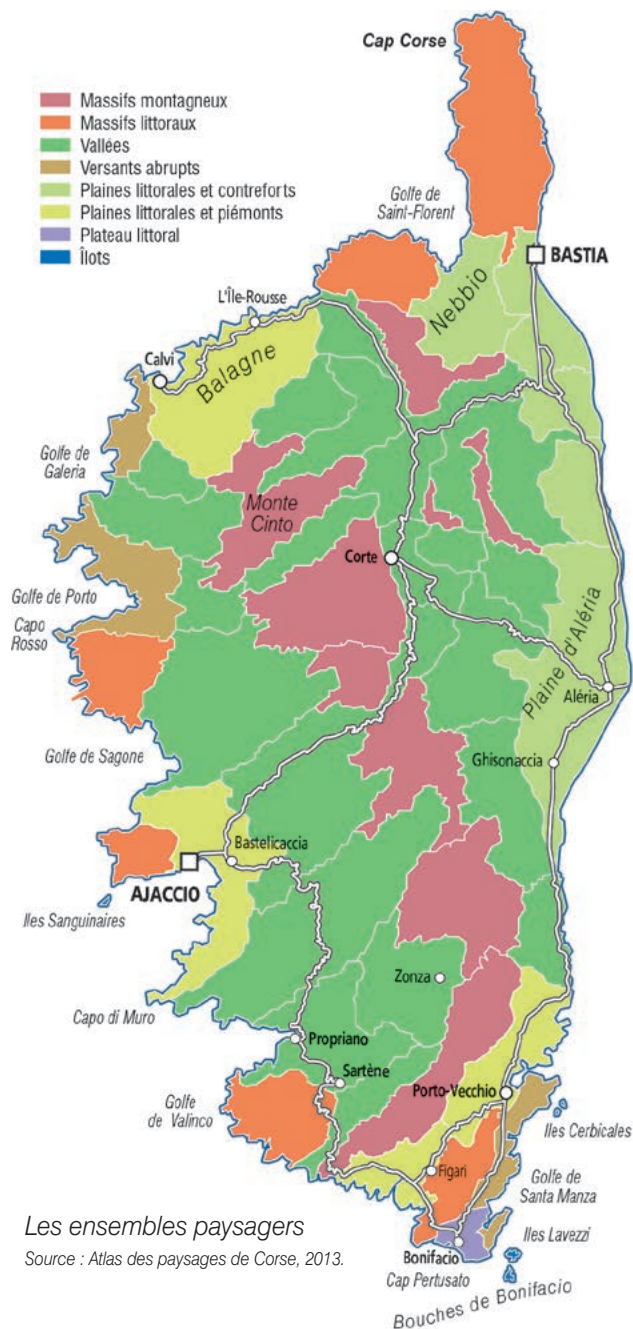 Cap Corse
Massifs montagneux
Massifs littoraux
Vallées
Versants abrupts
Plaines littorales et contreforts
Plaines littorales et piémonts
Plateau littoral
Îlots
Golfe de
Saint-Florent
BASTIA
Nebbio
L'Île-Rousse
Calvi
Balagne
Golfe de
Galeria
Monte
Cinto
Corte
Golfe de Porto
Capo
Rosso
Plaine d'Aléria
Aléria
Golfe de Sagone
Ghisonaccia
Bastelicaccia
AJACCIO
Iles Sanguinaires
Zonza
Capo di Muro
Propriano
Sartène
Porto-Vecchio
Golfe
de Valinco
Iles Cerbicales
Figari
Golfe de
Santa Manza
Les ensembles paysagers
Source : Atlas des paysages de Corse, 2013.
Iles Lavezzi
Bonifacio
Cap Pertusato
Bouches de Bonifacio